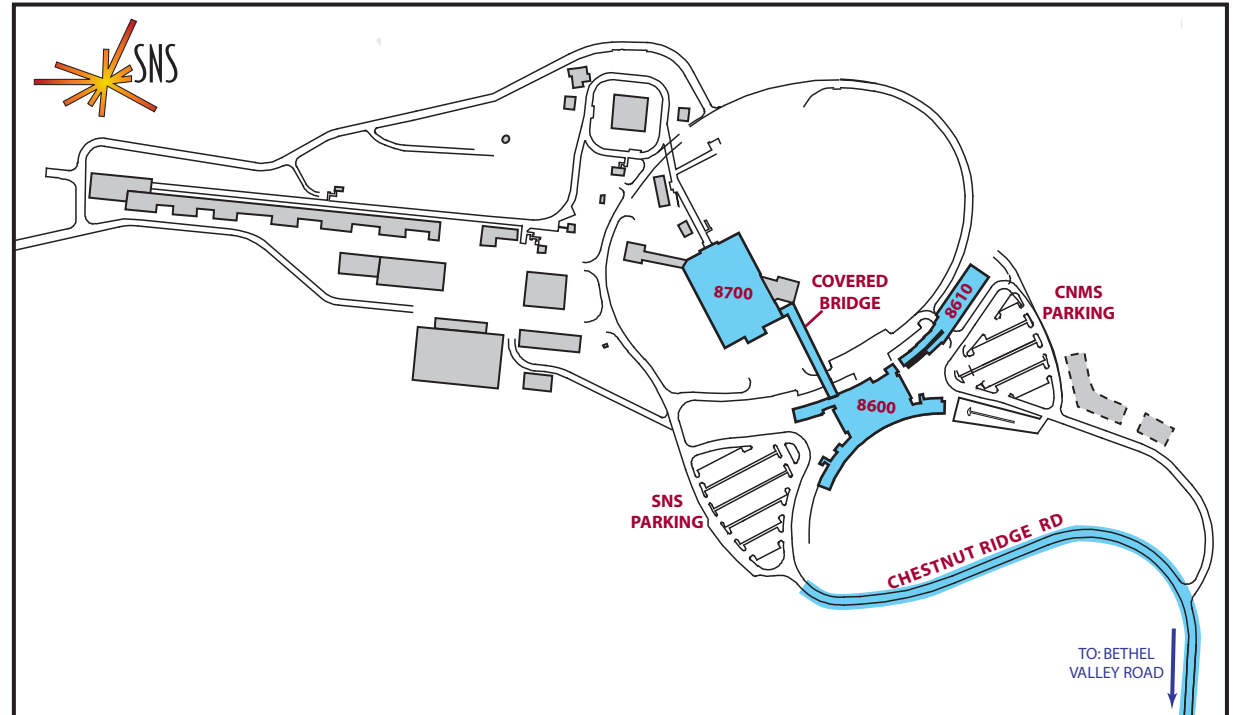 SNS
8700
COVERED
BRIDGE
8610
CNMS
PARKING
8600
SNS
PARKING
CHESTNUT RIDGE RD
TO: BETHEL
VALLEY ROAD